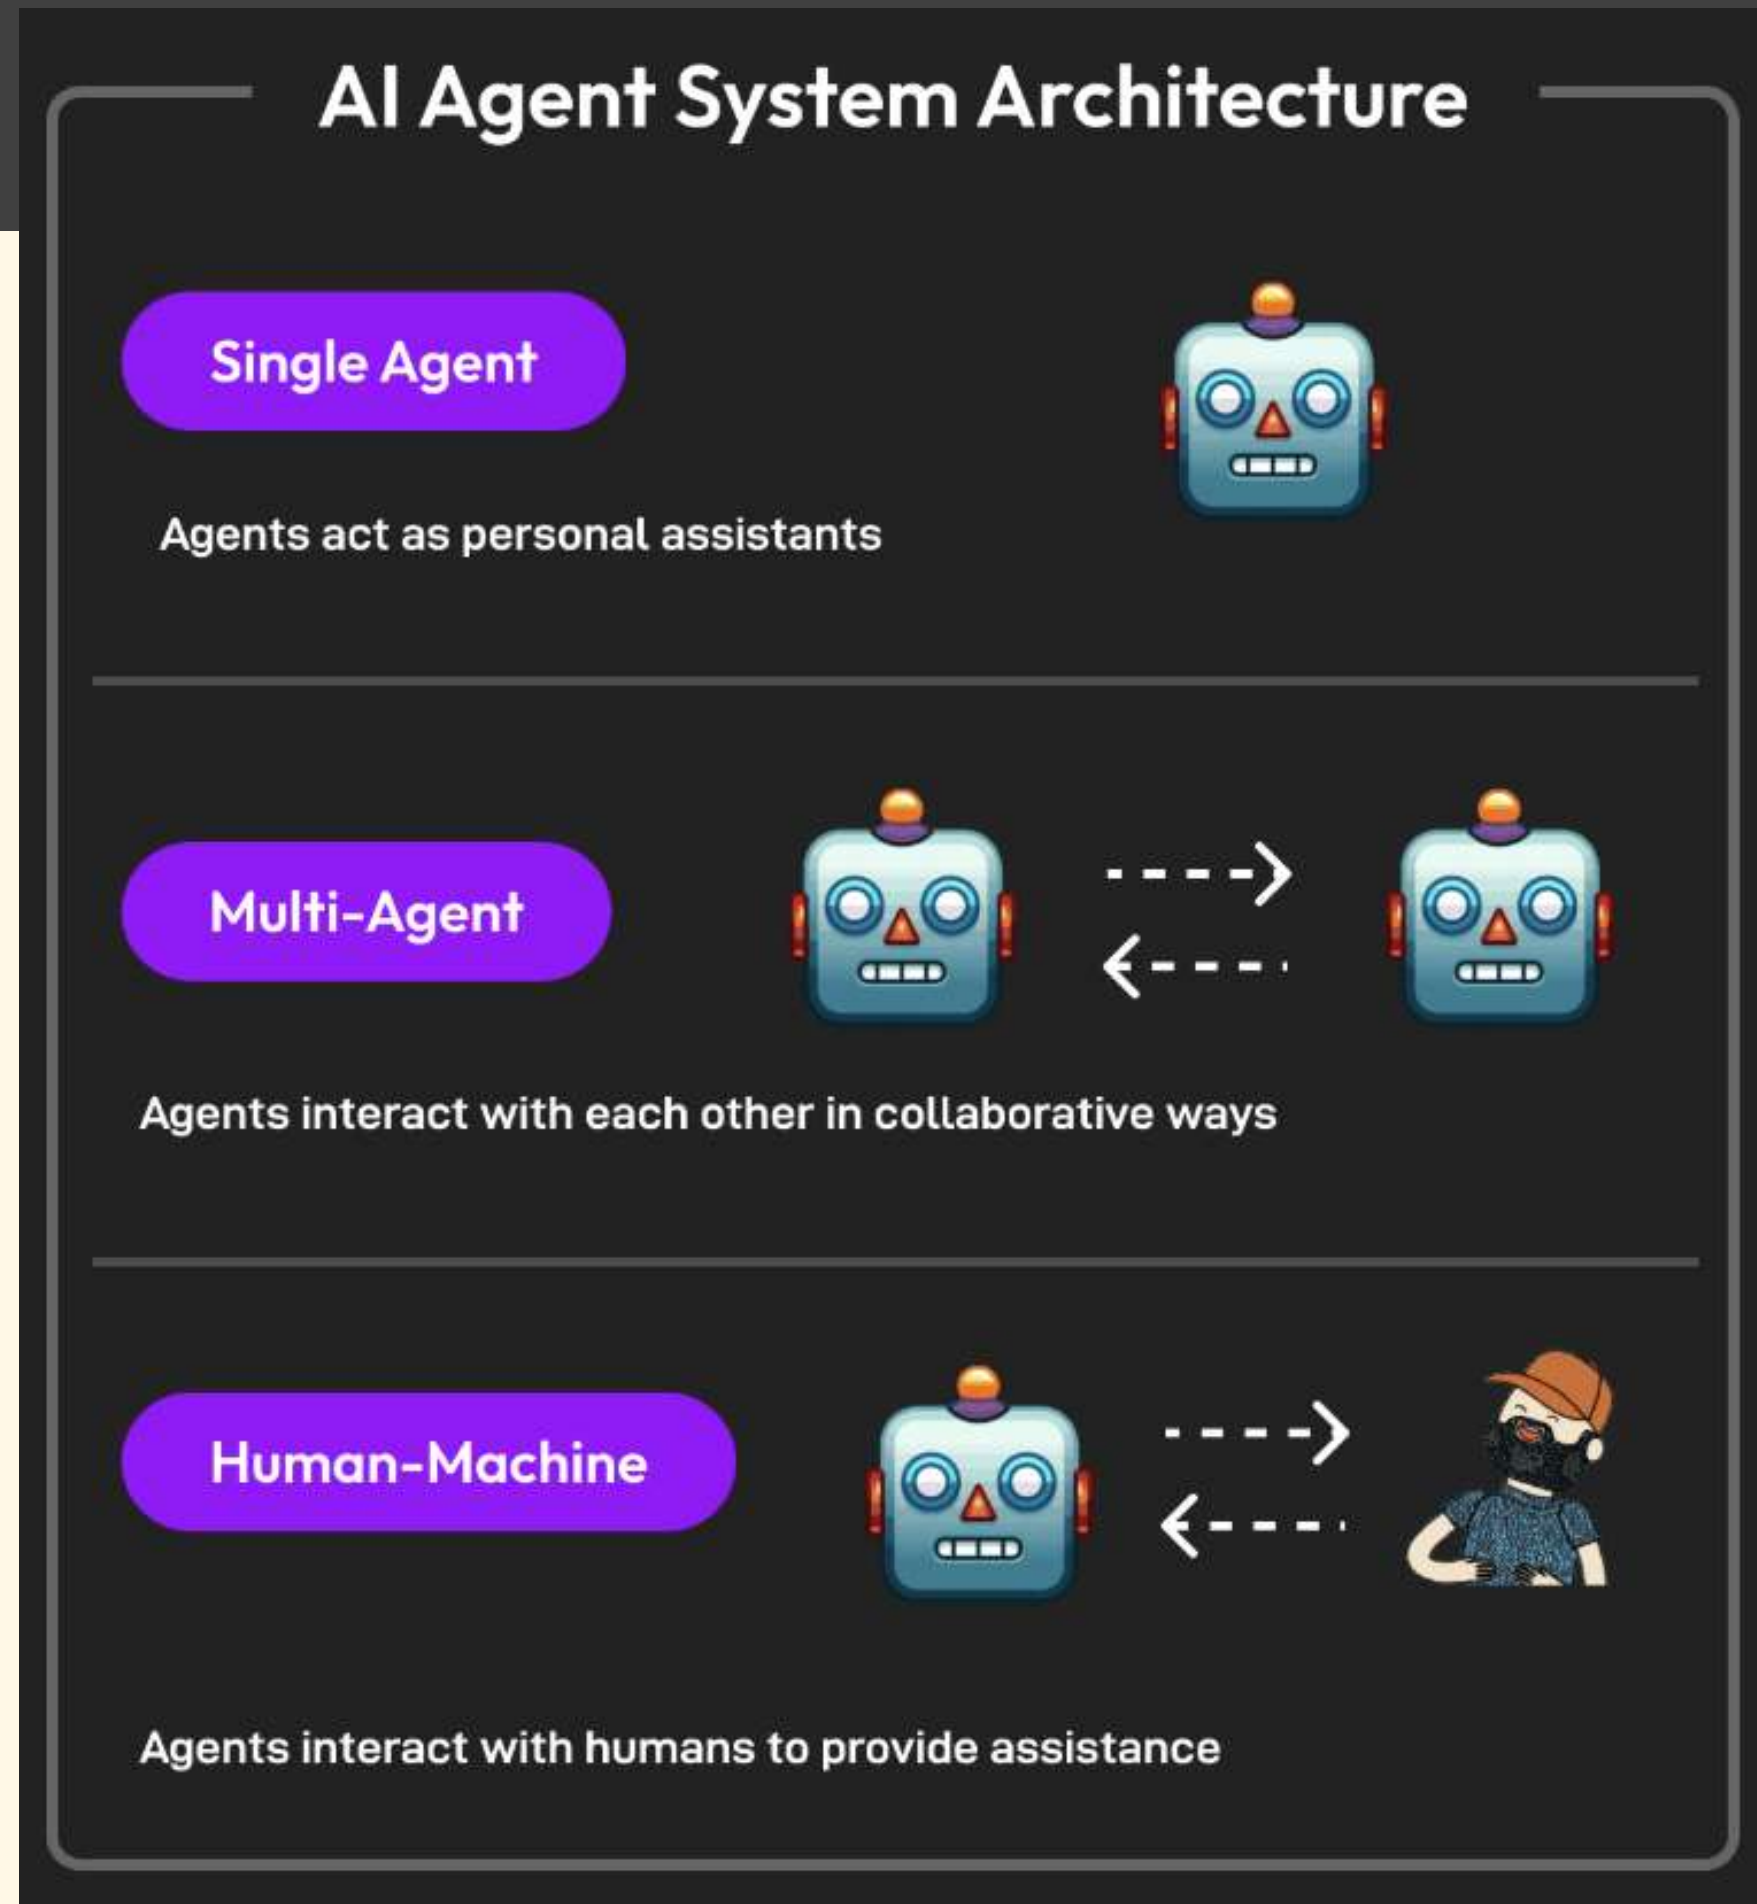 AI Agent System Architecture
Single Agent
Agents act as personal assistants
Multi-Agent
Agents interact with each other in collaborative ways
Human-Machine
Agents interact with humans to provide assistance